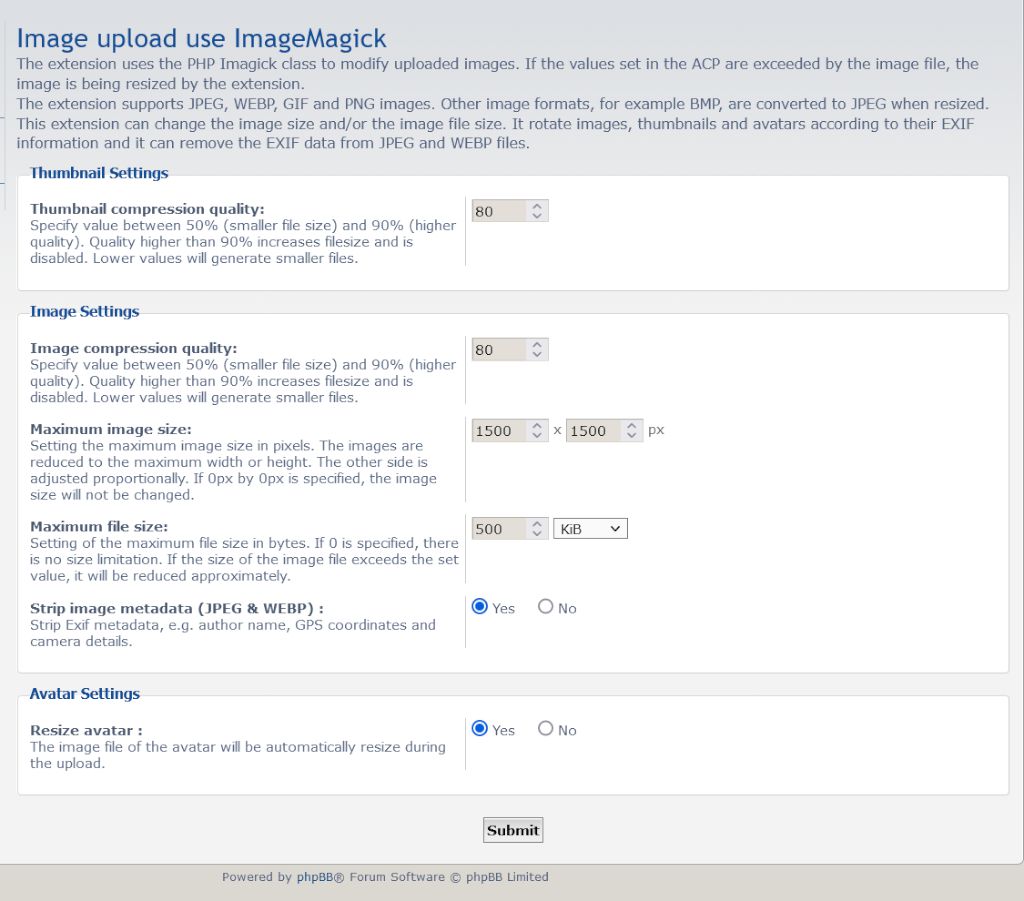 Image upload use ImageMagick
The extension uses the PHP Imagick class to modify uploaded images. If the values set in the ACP are exceeded by the image file, the
image is being resized by the extension.
The extension supports JPEG, WEBP, GIF and PNG images. Other image formats, for example BMP, are converted to JPEG when resized.
This extension can change the image size and/or the image file size. It rotate images, thumbnails and avatars according to their EXIF
information and it can remove the EXIF data from JPEG and WEBP files.
Thumbnail Settings
Thumbnail compression quality: 80
Specify value between 50% (smaller file size) and 90% (higher
quality). Quality higher than 90% increases filesize and is
disabled. Lower values will generate smaller files.
Image Settings
Image compression quality: 80
Specify value between 50% (smaller file size) and 90% (higher
quality). Quality higher than 90% increases filesize and is
disabled. Lower values will generate smaller files.
Maximum image size: 1500 x 1500 px
Setting the maximum image size in pixels. The images are
reduced to the maximum width or height. The other side is
adjusted proportionally. If 0px by 0px is specified, the image
size will not be changed.
Maximum file size: 500 KiB
Setting of the maximum file size in bytes. If 0 is specified, there
is no size limitation. If the size of the image file exceeds the set
value, it will be reduced approximately.
Strip image metadata (JPEG & WEBP) : Yes No
Strip Exif metadata, e.g. author name, GPS coordinates and
camera details.
Avatar Settings
Resize avatar : Yes No
The image file of the avatar will be automatically resize during
the upload.
Submit
Powered by phpBB® Forum Software © phpBB Limited